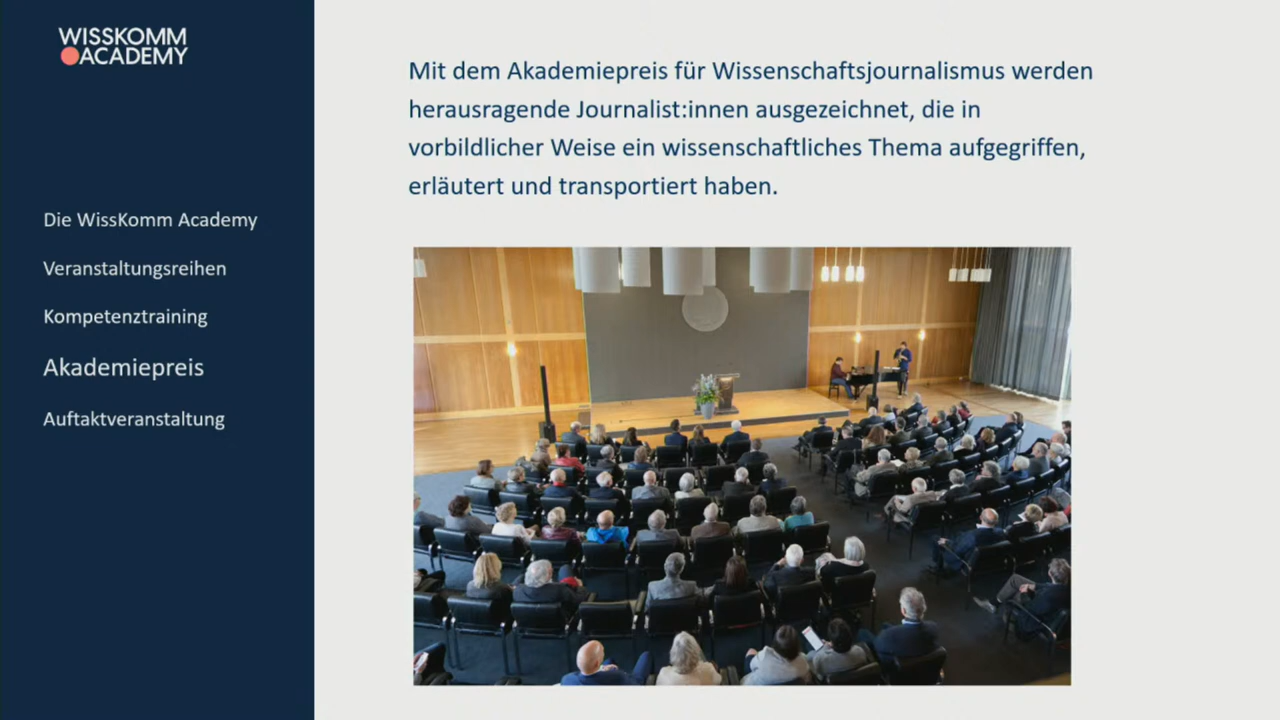 WISSKOMM
ACADEMY
Die WissKomm Academy
Veranstaltungsreihen
Kompetenztraining
Akademiepreis
Auftaktveranstaltung
Mit dem Akademiepreis für Wissenschaftsjournalismus werden
herausragende Journalist:innen ausgezeichnet, die in
vorbildlicher Weise ein wissenschaftliches Thema aufgegriffen,
erläutert und transportiert haben.